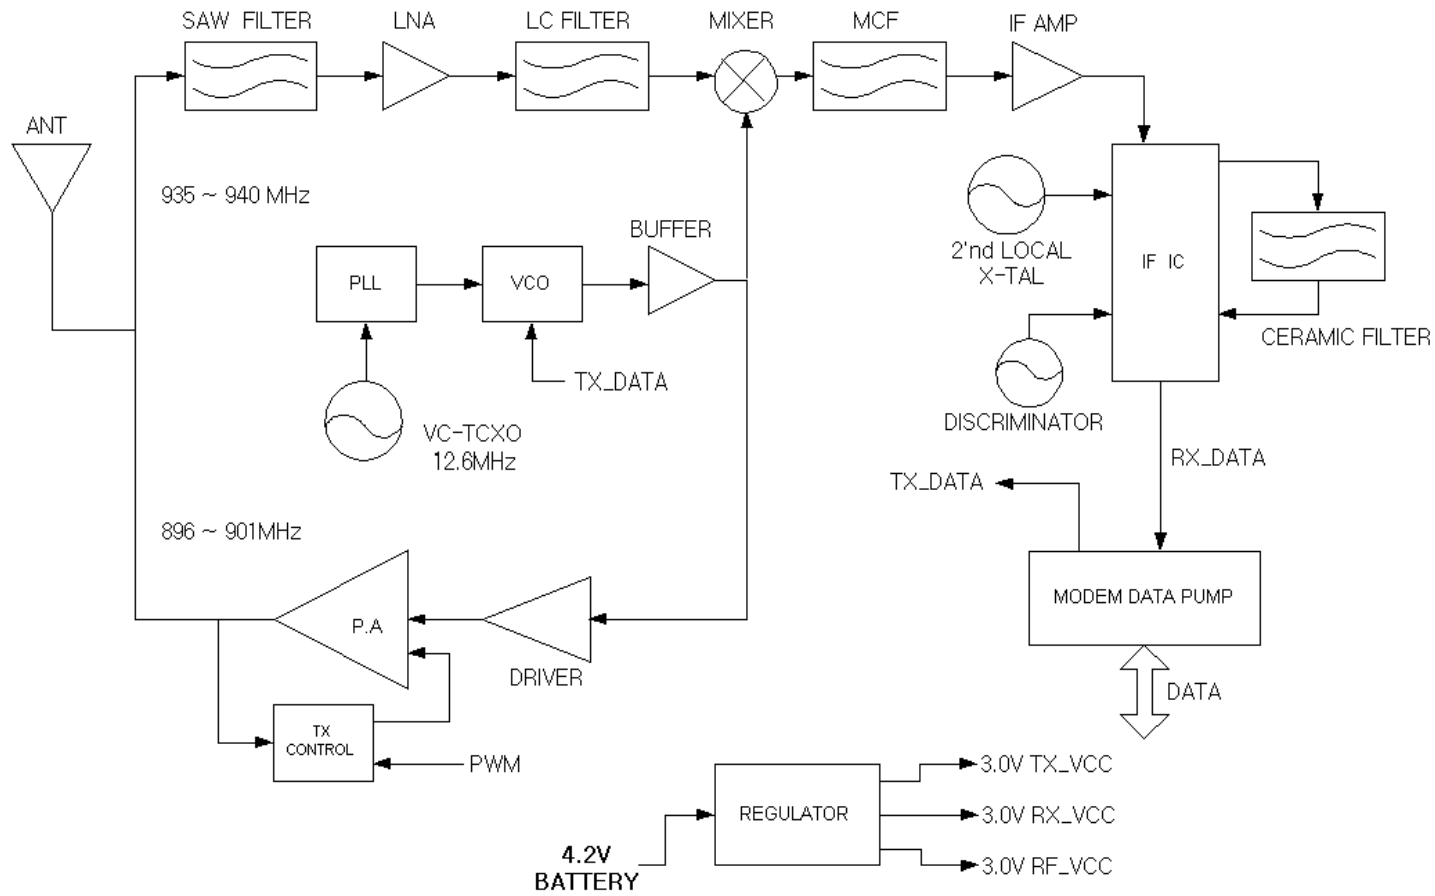 SAW FILTER
LNA
LC FILTER
MIXER
MCF
IF AMP
ANT
935 ~ 940 MHz
BUFFER
PLL
VCO
2'nd LOCAL
X-TAL
IF IC
CERAMIC FILTER
TX_DATA
VC-TCXO
12.6MHz
DISCRIMINATOR
RX_DATA
TX_DATA
896 ~ 901MHz
P.A
DRIVER
MODEM DATA PUMP
DATA
TX
CONTROL
PWM
REGULATOR
3.0V TX_VCC
3.0V RX_VCC
3.0V RF_VCC
4.2V
BATTERY